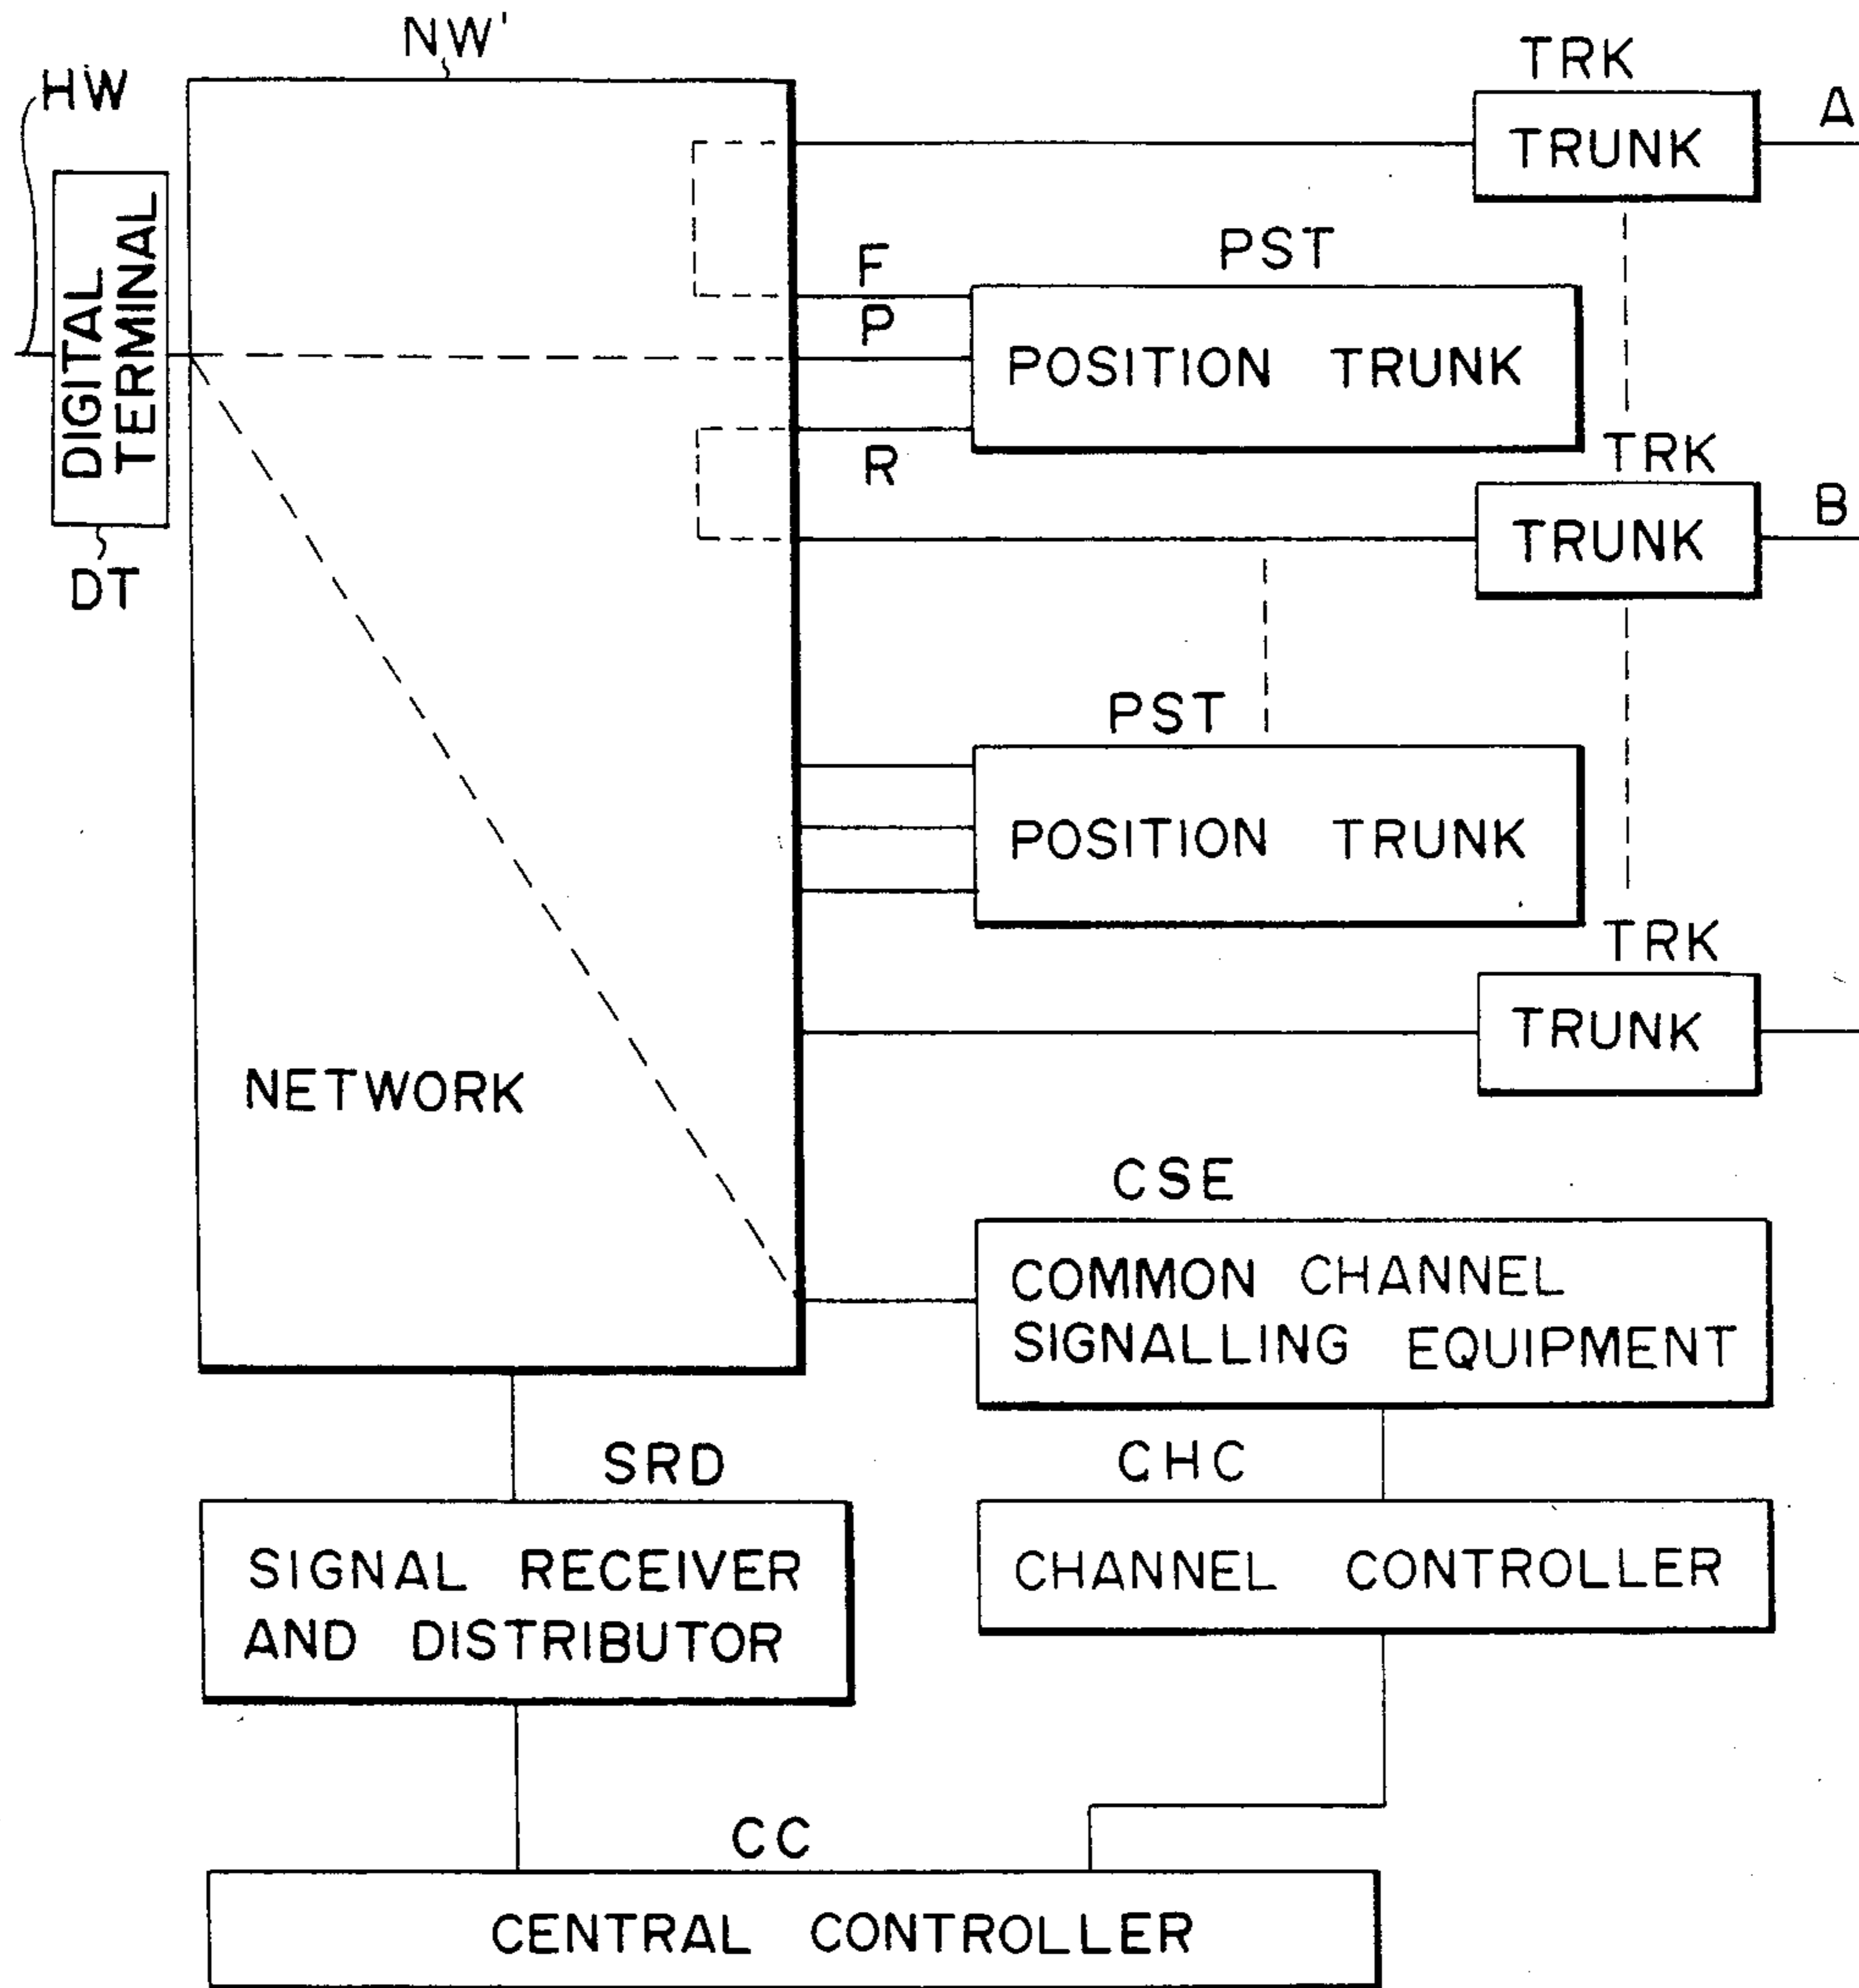 NW'
HW
DIGITAL
TERMINAL
DT
TRK
TRUNK
A
F
P
R
PST
POSITION TRUNK
TRK
TRUNK
B
PST
POSITION TRUNK
TRK
TRUNK
NETWORK
CSE
COMMON CHANNEL
SIGNALLING EQUIPMENT
SRD
SIGNAL RECEIVER
AND DISTRIBUTOR
CHC
CHANNEL CONTROLLER
CC
CENTRAL CONTROLLER